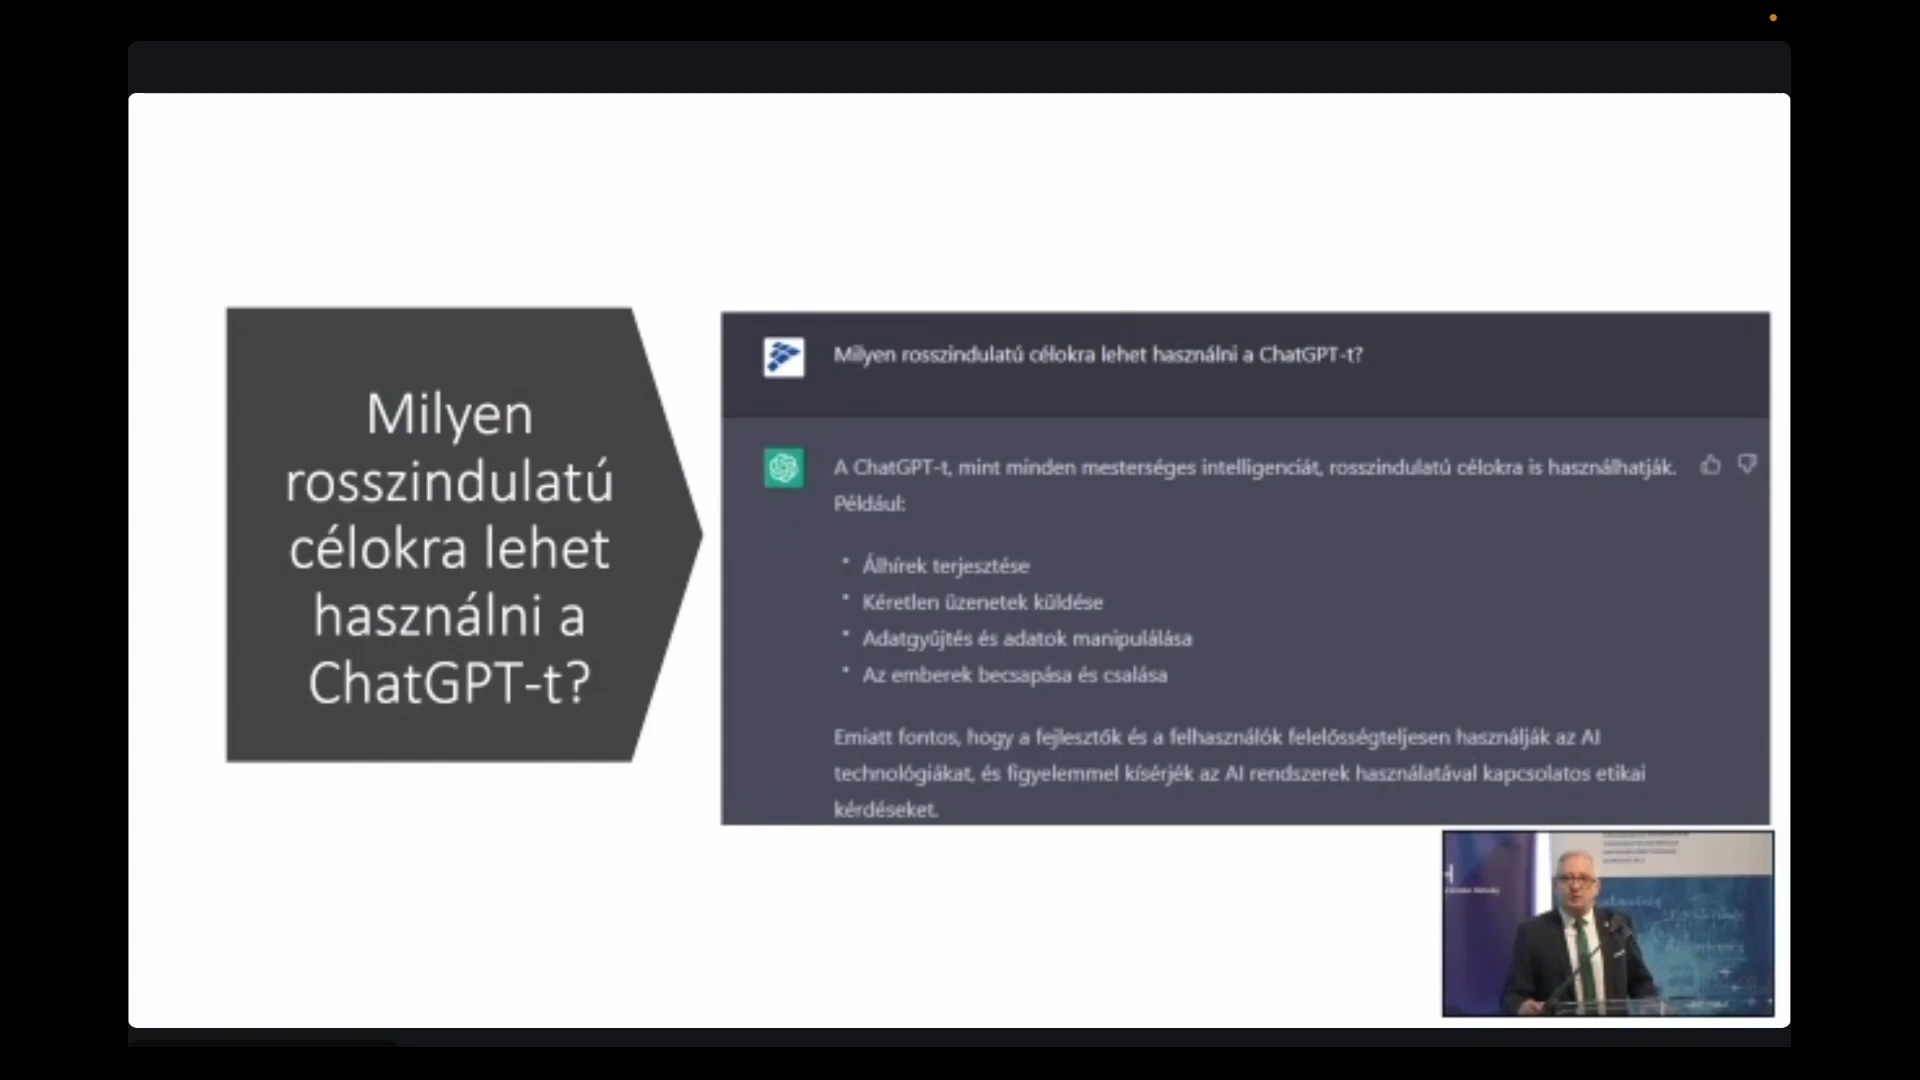 Milyen
rosszindulatú
célokra lehet
használni a
ChatGPT-t?
Milyen rosszindulatú célokra lehet használni a ChatGPT-t?
A ChatGPT-t, mint minden mesterséges intelligenciát, rosszindulatú célokra is használhatják.
Például:
• Álhírek terjesztése
• Kéretlen üzenetek küldése
• Adatgyűjtés és adatok manipulálása
• Az emberek becsapása és csalása
Emiatt fontos, hogy a fejlesztők és a felhasználók felelősségteljesen használják az AI
technológiákat, és figyelemmel kísérjék az AI rendszerek használatával kapcsolatos etikai
kérdéseket.